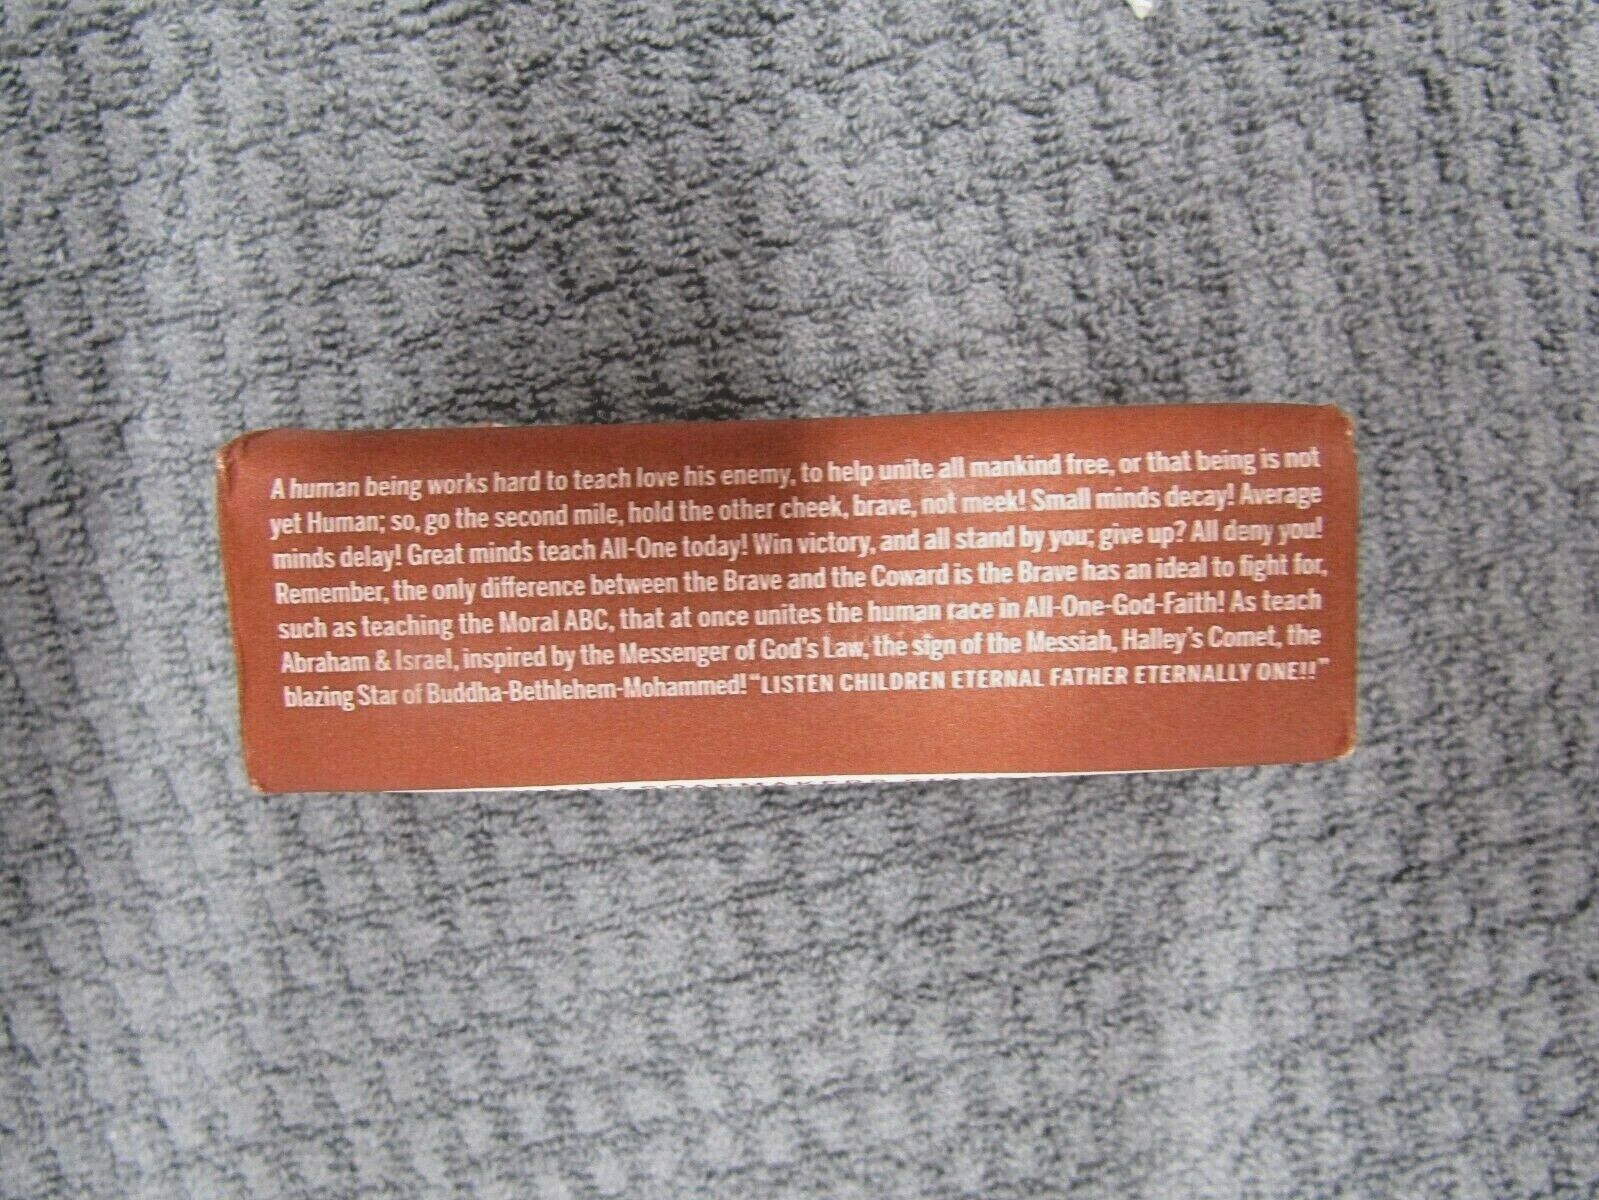 A human being works hard to teach love his enemy, to help unite all mankind free, or that being is not
yet Human; so, go the second mile, hold the other cheek, brave, not meek! Small minds decay! Average
minds delay! Great minds teach All-One today! Win victory, and all stand by you; give up? All deny you!
Remember, the only difference between the Brave and the Coward is the Brave has an ideal to fight for,
such as teaching the Moral ABC, that at once unites the human race in All-One-God-Faith! As teach
Abraham & Israel, inspired by the Messenger of God's Law, the sign of the Messiah, Halley's Comet, the
blazing Star of Buddha-Bethlehem-Mohammed! "LISTEN CHILDREN ETERNAL FATHER ETERNALLY ONE!!"